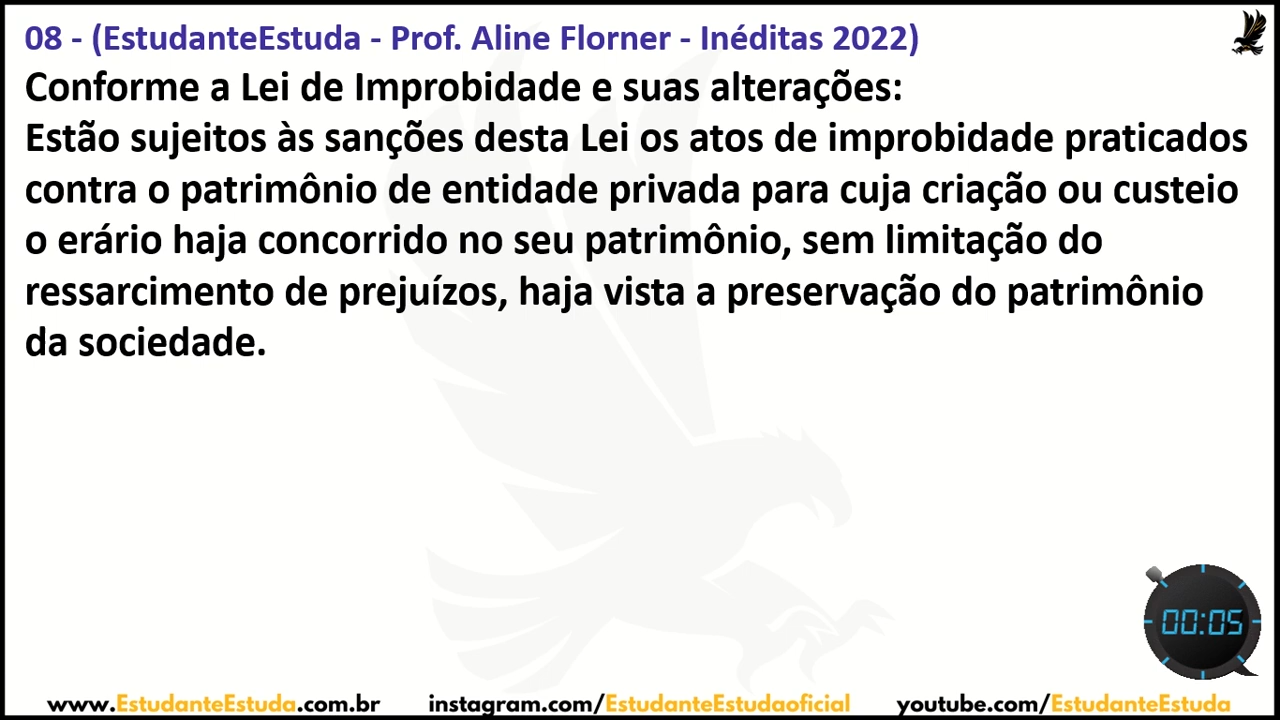 08 - (EstudanteEstuda - Prof. Aline Florner - Inéditas 2022)
Conforme a Lei de Improbidade e suas alterações:
Estão sujeitos às sanções desta Lei os atos de improbidade praticados
contra o patrimônio de entidade privada para cuja criação ou custeio
o erário haja concorrido no seu patrimônio, sem limitação do
ressarcimento de prejuízos, haja vista a preservação do patrimônio
da sociedade.
00:05
www.EstudanteEstuda.com.br instagram.com/EstudanteEstudaoficial youtube.com/EstudanteEstuda